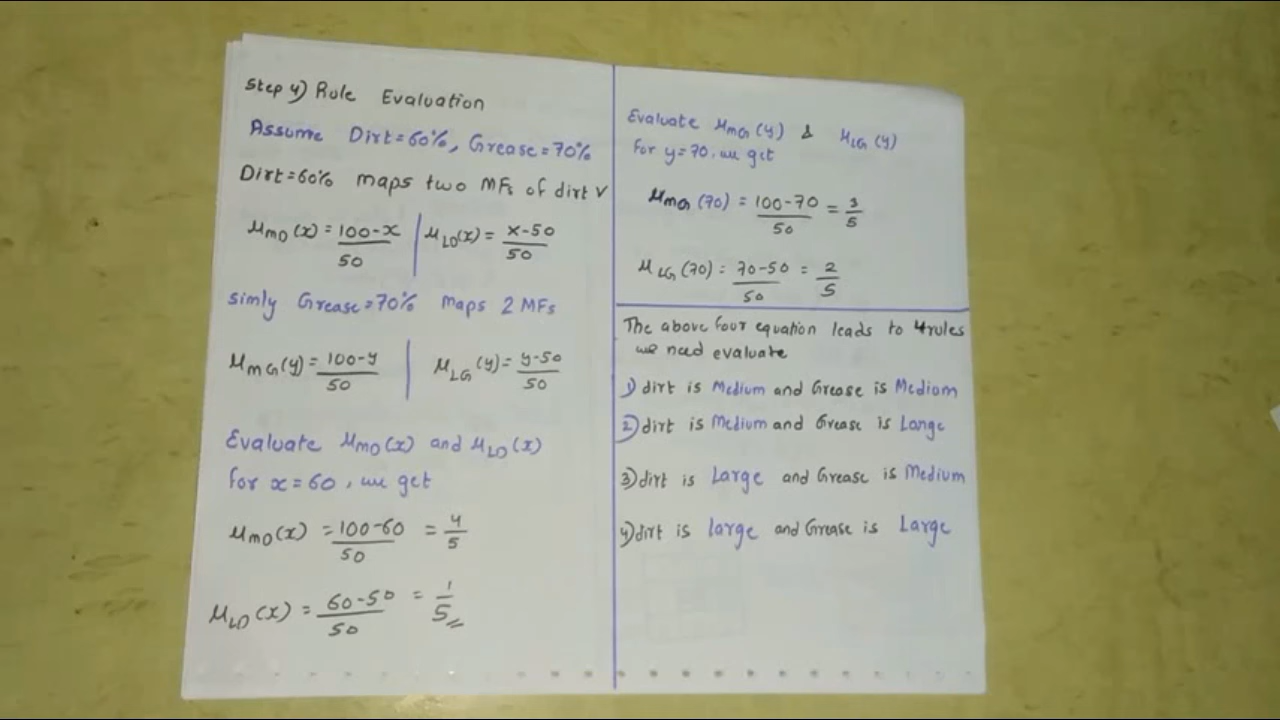 Step 4) Rule Evaluation
Assume Dirt=60%, Grease=70%
Dirt=60% maps two MFs of dirt v
μmD(x) = 100-x / 50 | μLD(x) = x-50 / 50
simly Grease=70% maps 2 MFs
μmG(y) = 100-y / 50 | μLG(y) = y-50 / 50
Evaluate μmD(x) and μLD(x)
for x=60, we get
μmD(x) = 100-60 / 50 = 4/5
μLD(x) = 60-50 / 50 = 1/5
Evaluate μmG(y) & μLG(y)
for y=70, we get
μmG(70) = 100-70 / 50 = 3/5
μLG(70) = 70-50 / 50 = 2/5
The above four equation leads to 4 rules
we need evaluate
1) dirt is Medium and Grease is Mediom
2) dirt is Medium and Grease is Large
3) dirt is Large and Grease is Medium
4) dirt is large and Grease is Large